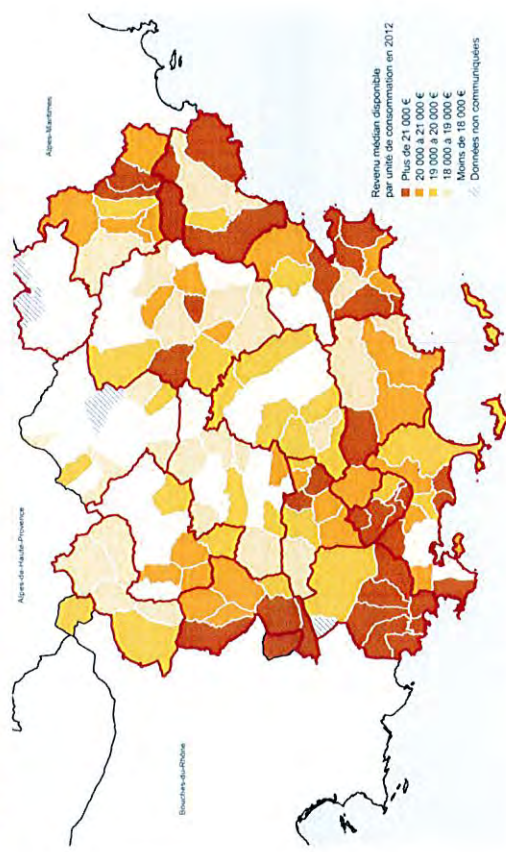 Alpes-de-Haute-Provence
Alpes-Maritimes
Bouches-du-Rhône
Revenu médian disponible
par unité de consommation en 2012
Plus de 21 000 €
20 000 à 21 000 €
19 000 à 20 000 €
18 000 à 19 000 €
Moins de 18 000 €
Données non communiquées